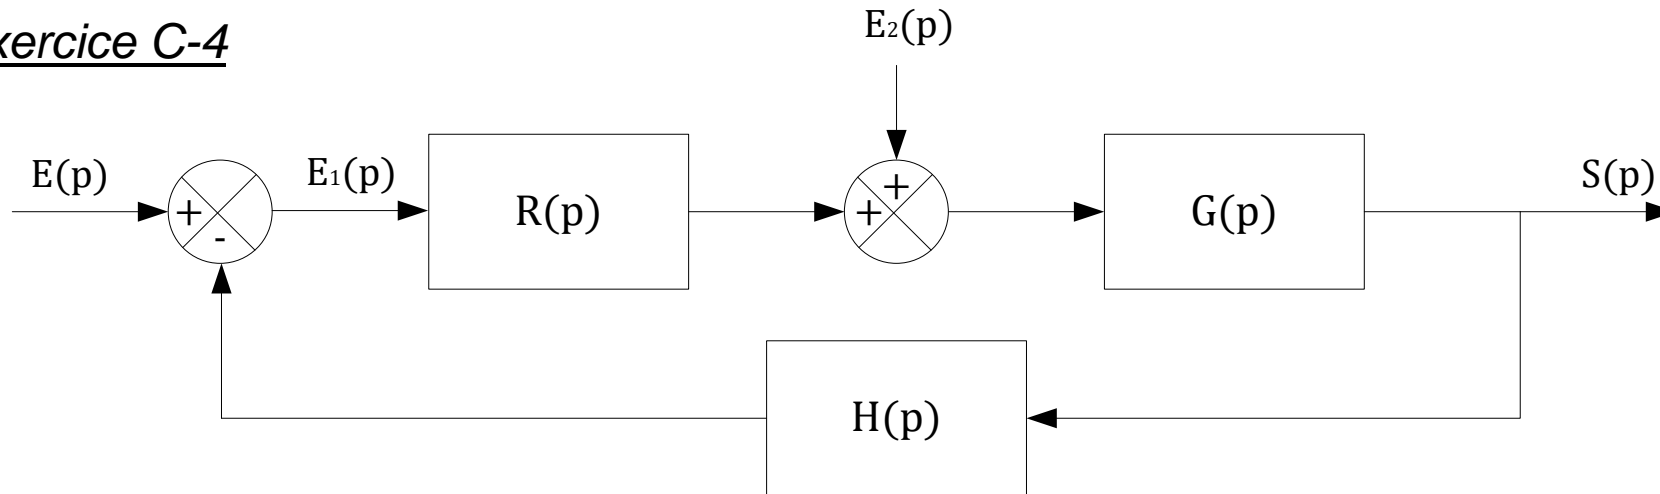 xercice C-4
E₂(p)
E(p)
E₁(p)
R(p)
G(p)
S(p)
+
-
+
+
H(p)